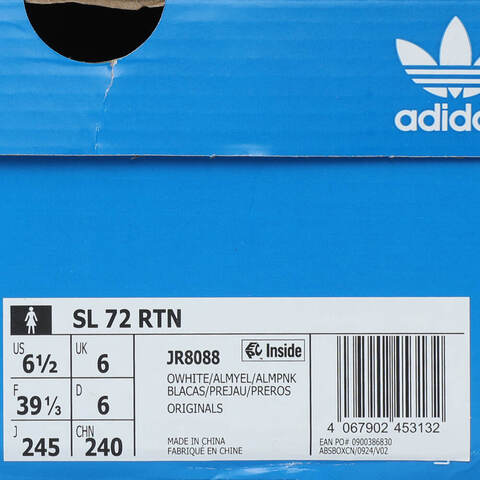 adidas
SL 72 RTN
US 6½ UK 6
F 39⅓ D 6
J 245 CHN 240
JR8088 Inside
OWHITE/ALMYEL/ALMPNK
BLACAS/PREJAU/PREROS
ORIGINALS
MADE IN CHINA
FABRIQUÉ EN CHINE
4 067902 453132
EAN PO# 0900386830
ABSBOXCN/0924/V02